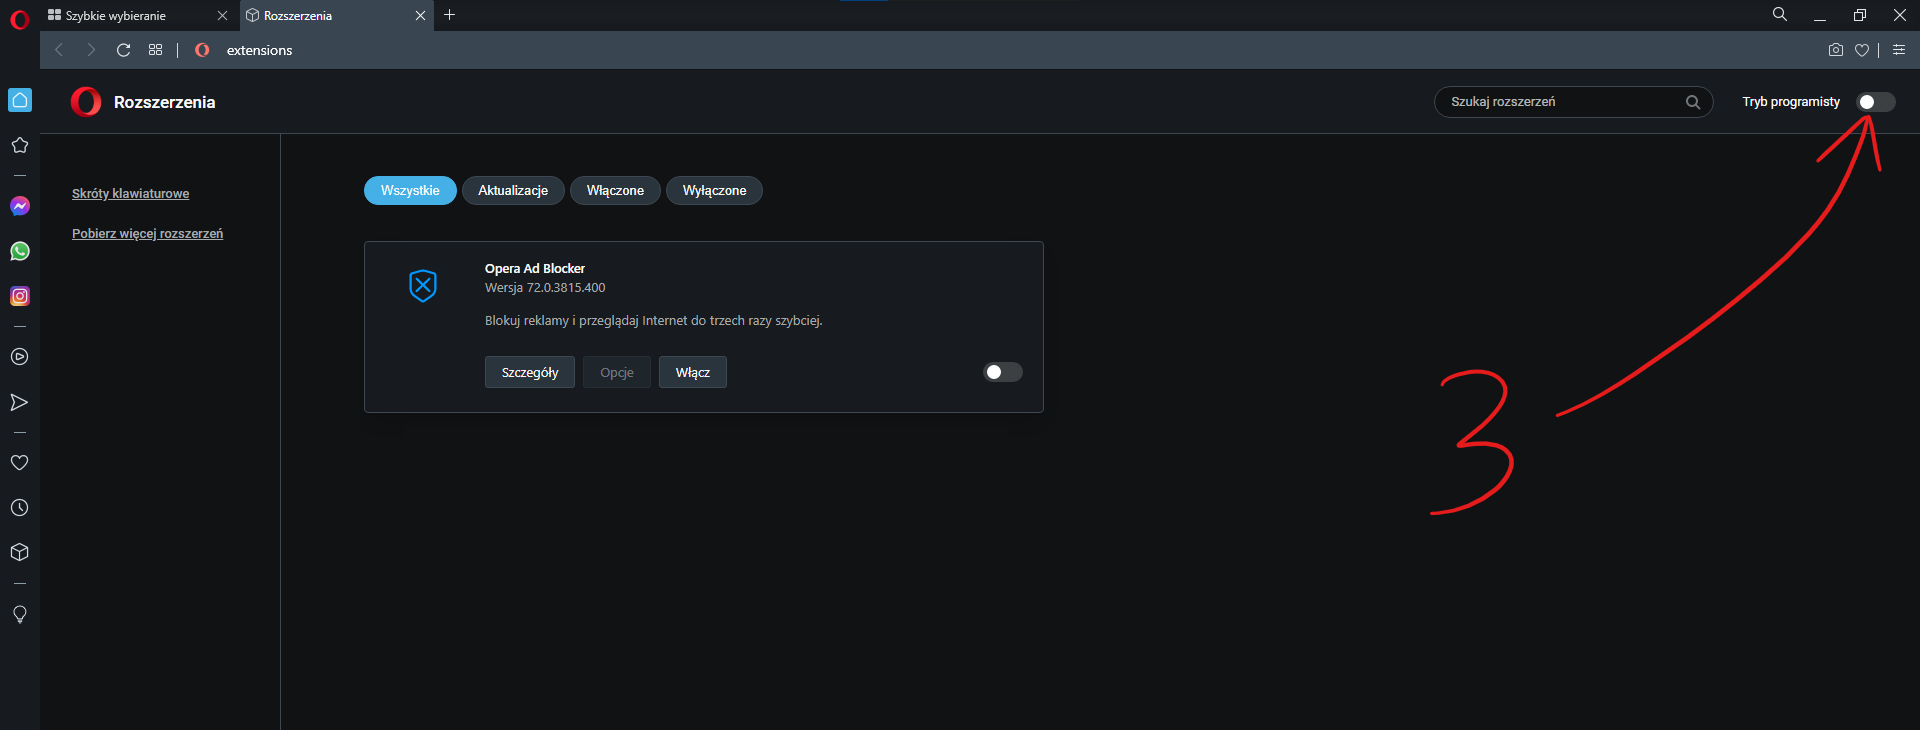 Szybkie wybieranie
Rozszerzenia
extensions
Rozszerzenia
Szukaj rozszerzeń
Tryb programisty
Skróty klawiaturowe
Pobierz więcej rozszerzeń
Wszystkie
Aktualizacje
Włączone
Wyłączone
Opera Ad Blocker
Wersja 72.0.3815.400
Blokuj reklamy i przeglądaj Internet do trzech razy szybciej.
Szczegóły
Opcje
Włącz
3